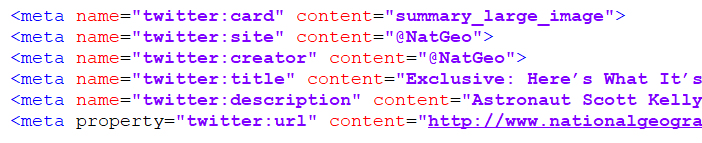 <meta name="twitter:card" content="summary_large_image">
<meta name="twitter:site" content="@NatGeo">
<meta name="twitter:creator" content="@NatGeo">
<meta name="twitter:title" content="Exclusive: Here’s What It’s
<meta name="twitter:description" content="Astronaut Scott Kelly
<meta property="twitter:url" content="http://www.nationalgeogra